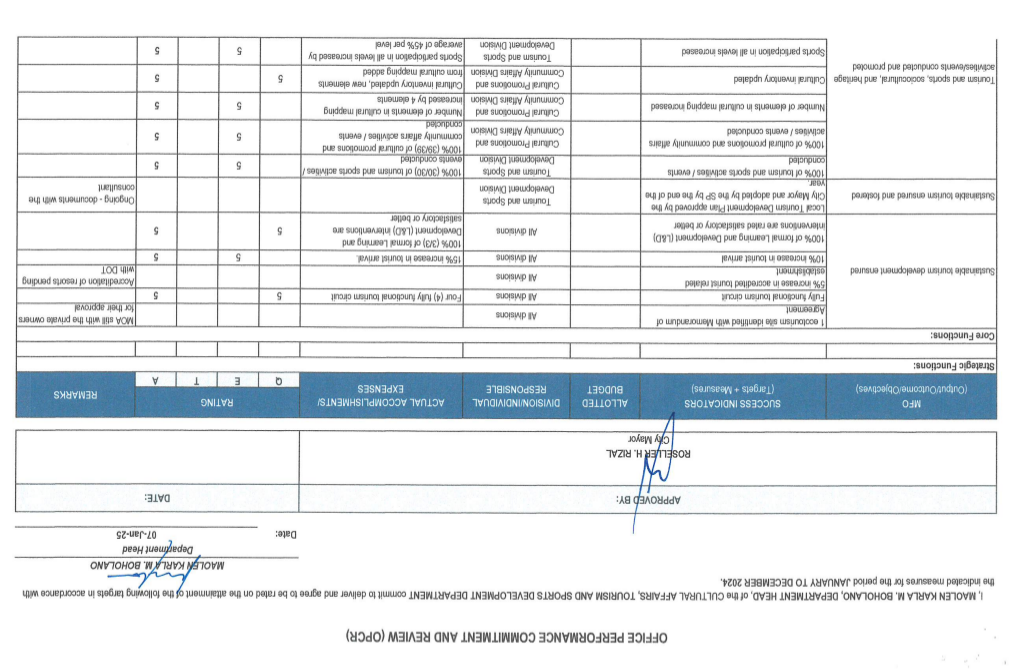 OFFICE PERFORMANCE COMMITMENT AND REVIEW (OPCR)
I, MAOLEN KARLA M. BOHOLANO, DEPARTMENT HEAD, of the CULTURAL AFFAIRS, TOURISM AND SPORTS DEVELOPMENT DEPARTMENT commit to deliver and agree to be rated on the attainment of the following targets in accordance with
the indicated measures for the period JANUARY TO DECEMBER 2024.
MAOLEN KARLA M. BOHOLANO
Department Head
Date: 07-Jan-25
APPROVED BY: DATE:
ROSELLER H. RIZAL
City Mayor
MFO
(Output/Outcome/Objectives)
SUCCESS INDICATORS
(Targets + Measures)
ALLOTTED
BUDGET
DIVISION/INDIVIDUAL
RESPONSIBLE
ACTUAL ACCOMPLISHMENTS/
EXPENSES
RATING
Q E T A
REMARKS
Strategic Functions:
Core Functions:
Sustainable tourism development ensured
1 ecotourism site identified with Memorandum of
Agreement
All divisions
MOA still with the private owners
for their approval
Fully functional tourism circuit
All divisions
Four (4) fully functional tourism circuit
5 5
5% increase in accredited tourist related
establishment
All divisions
Accreditation of resorts pending
with DOT
10% increase in tourist arrival
All divisions
15% increase in tourist arrival.
5 5
100% of formal Learning and Development (L&D)
interventions are rated satisfactory or better
All divisions
100% (3/3) of formal Learning and
Development (L&D) interventions are
satisfactory or better
5 5
Sustainable tourism ensured and fostered
Local Tourism Development Plan approved by the
City Mayor and adopted by the SP by the end of the
year.
Tourism and Sports
Development Division
Ongoing - documents with the
consultant
Tourism and sports, sociocultural, and heritage
activities/events conducted and promoted
100% of tourism and sports activities / events
conducted
Tourism and Sports
Development Division
100% (30/30) of tourism and sports activities /
events conducted
5 5
100% of cultural promotions and community affairs
activities / events conducted
Cultural Promotions and
Community Affairs Division
100% (39/39) of cultural promotions and
community affairs activities / events
conducted
5 5
Number of elements in cultural mapping increased
Cultural Promotions and
Community Affairs Division
Number of elements in cultural mapping
increased by 4 elements
5 5
Cultural inventory updated
Cultural Promotions and
Community Affairs Division
Cultural inventory updated, new elements
from cultural mapping added
5 5
Sports participation in all levels increased
Tourism and Sports
Development Division
Sports participation in all levels increased by
average of 45% per level
5 5